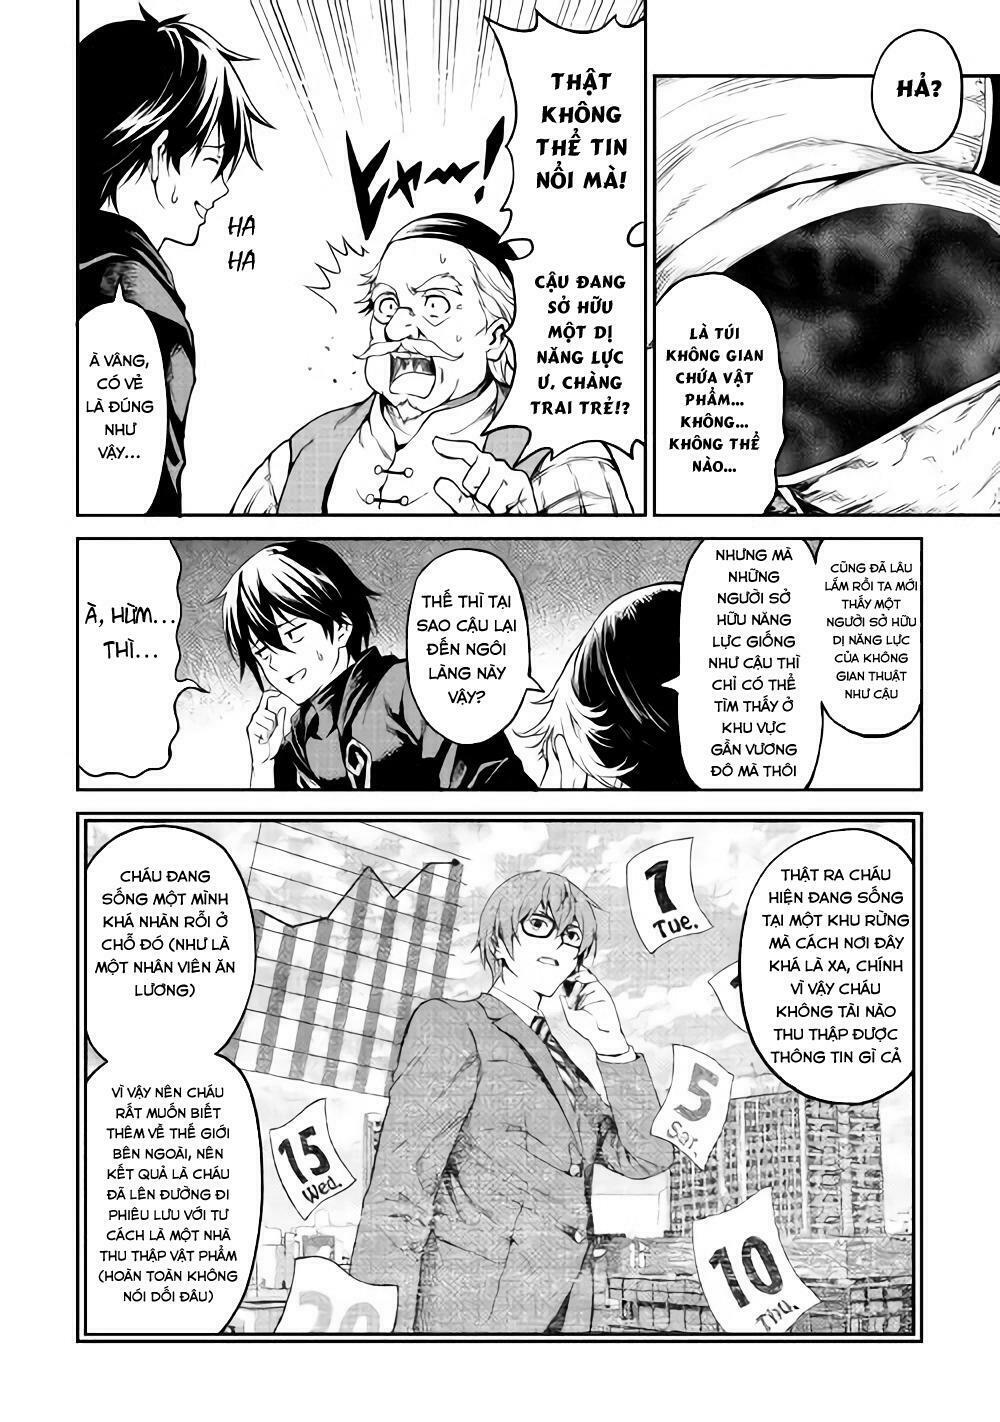 HẢ?
LÀ TÚI
KHÔNG GIAN
CHỨA VẬT
PHẨM...
KHÔNG...
KHÔNG THỂ
NÀO...
THẬT
KHÔNG
THỂ TIN
NỔI MÀ!
CẬU ĐANG
SỞ HỮU
MỘT DỊ
NĂNG LỰC
Ư, CHÀNG
TRAI TRẺ!?
HA
HA
À VÂNG,
CÓ VẺ
LÀ ĐÚNG
NHƯ
VẬY...
CŨNG ĐÃ LÂU
LẮM RỒI TA MỚI
THẤY MỘT
NGƯỜI SỞ HỮU
DỊ NĂNG LỰC
CỦA KHÔNG
GIAN THUẬT
NHƯ CẬU
NHƯNG MÀ
NHỮNG
NGƯỜI SỞ
HỮU NĂNG
LỰC GIỐNG
NHƯ CẬU THÌ
CHỈ CÓ THỂ
TÌM THẤY Ở
KHU VỰC
GẦN VƯƠNG
ĐÔ MÀ THÔI
THẾ THÌ TẠI
SAO CẬU LẠI
ĐẾN NGÔI
LÀNG NÀY
VẬY?
À, HỪM...
THÌ...
THẬT RA CHÁU
HIỆN ĐANG SỐNG
TẠI MỘT KHU RỪNG
MÀ CÁCH NƠI ĐÂY
KHÁ LÀ XA, CHÍNH
VÌ VẬY CHÁU
KHÔNG TÀI NÀO
THU THẬP ĐƯỢC
THÔNG TIN GÌ CẢ
1
Tue.
5
Sat.
10
Thu.
15
Wed.
20
CHÁU ĐANG
SỐNG MỘT MÌNH
KHÁ NHÀN RỖI Ở
CHỖ ĐÓ (NHƯ LÀ
MỘT NHÂN VIÊN ĂN
LƯƠNG)
VÌ VẬY NÊN CHÁU
RẤT MUỐN BIẾT
THÊM VỀ THẾ GIỚI
BÊN NGOÀI, NÊN
KẾT QUẢ LÀ CHÁU
ĐÃ LÊN ĐƯỜNG ĐI
PHIÊU LƯU VỚI TƯ
CÁCH LÀ MỘT NHÀ
THU THẬP VẬT PHẨM
(HOÀN TOÀN KHÔNG
NÓI DỐI ĐÂU)